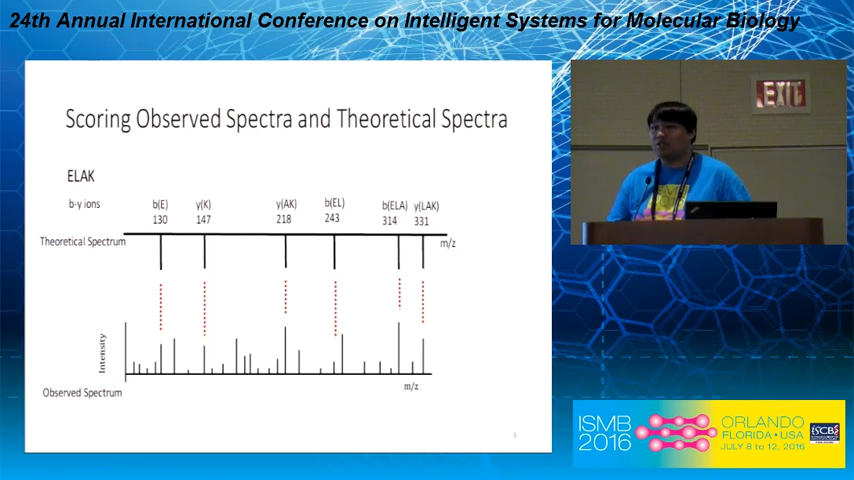 24th Annual International Conference on Intelligent Systems for Molecular Biology
Scoring Observed Spectra and Theoretical Spectra
ELAK
b-y ions b(E) y(K) y(AK) b(EL) b(ELA) y(LAK)
130 147 218 243 314 331
Theoretical Spectrum m/z
Intensity
Observed Spectrum m/z
9
EXIT
ISMB
2016
ORLANDO
FLORIDA • USA
JULY 8 to 12, 2016
ISCB